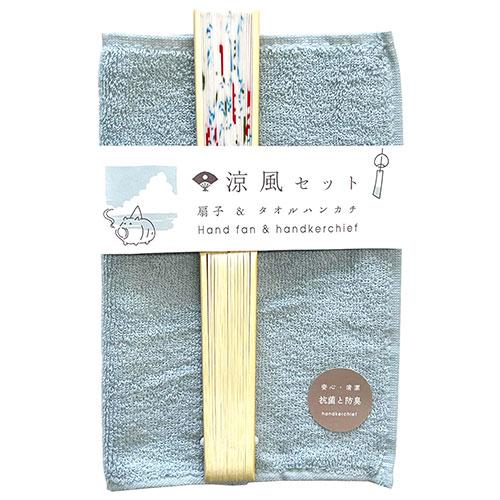 涼風セット
扇子 & タオルハンカチ
Hand fan & handkerchief
安心・清潔
抗菌と防臭
handkerchief